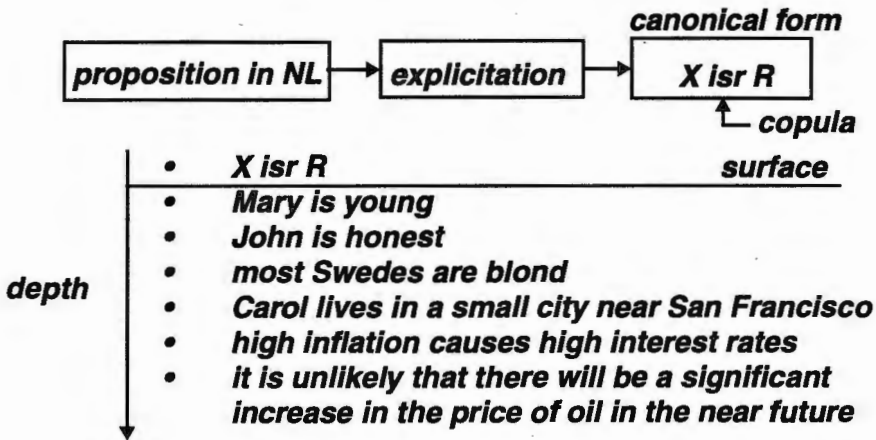 canonical form
proposition in NL
explicitation
X isr R
copula
• X isr R surface
• Mary is young
• John is honest
• most Swedes are blond
depth
• Carol lives in a small city near San Francisco
• high inflation causes high interest rates
• it is unlikely that there will be a significant
increase in the price of oil in the near future